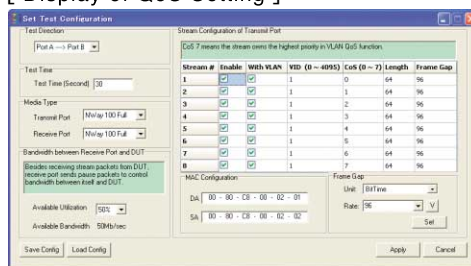 [ Display of QoS Setting ]
Set Test Configuration
Test Direction
Port A ---> Port B
Test Time
Test Time (Second) 30
Media Type
Transmit Port NWay 100 Full
Receive Port NWay 100 Full
Bandwidth between Receive Port and DUT
Besides receiving stream packets from DUT, receive port sends pause packets to control bandwidth between itself and DUT.
Available Utilization 50%
Available Bandwidth 50Mb/sec
Save Config Load Config
Stream Configuration of Transmit Port
CoS 7 means the stream owns the highest priority in VLAN QoS function.
Stream # Enable With VLAN VID (0 ~ 4095) CoS (0 ~ 7) Length Frame Gap
1 1 0 64 96
2 1 1 64 96
3 1 2 64 96
4 1 3 64 96
5 1 4 64 96
6 1 5 64 96
7 1 6 64 96
8 1 7 64 96
MAC Configuration
DA 00 - 80 - C8 - 00 - 02 - 01
SA 00 - 80 - C8 - 00 - 02 - 02
Frame Gap
Unit BitTime
Rate 96 V
Set
Apply Cancel